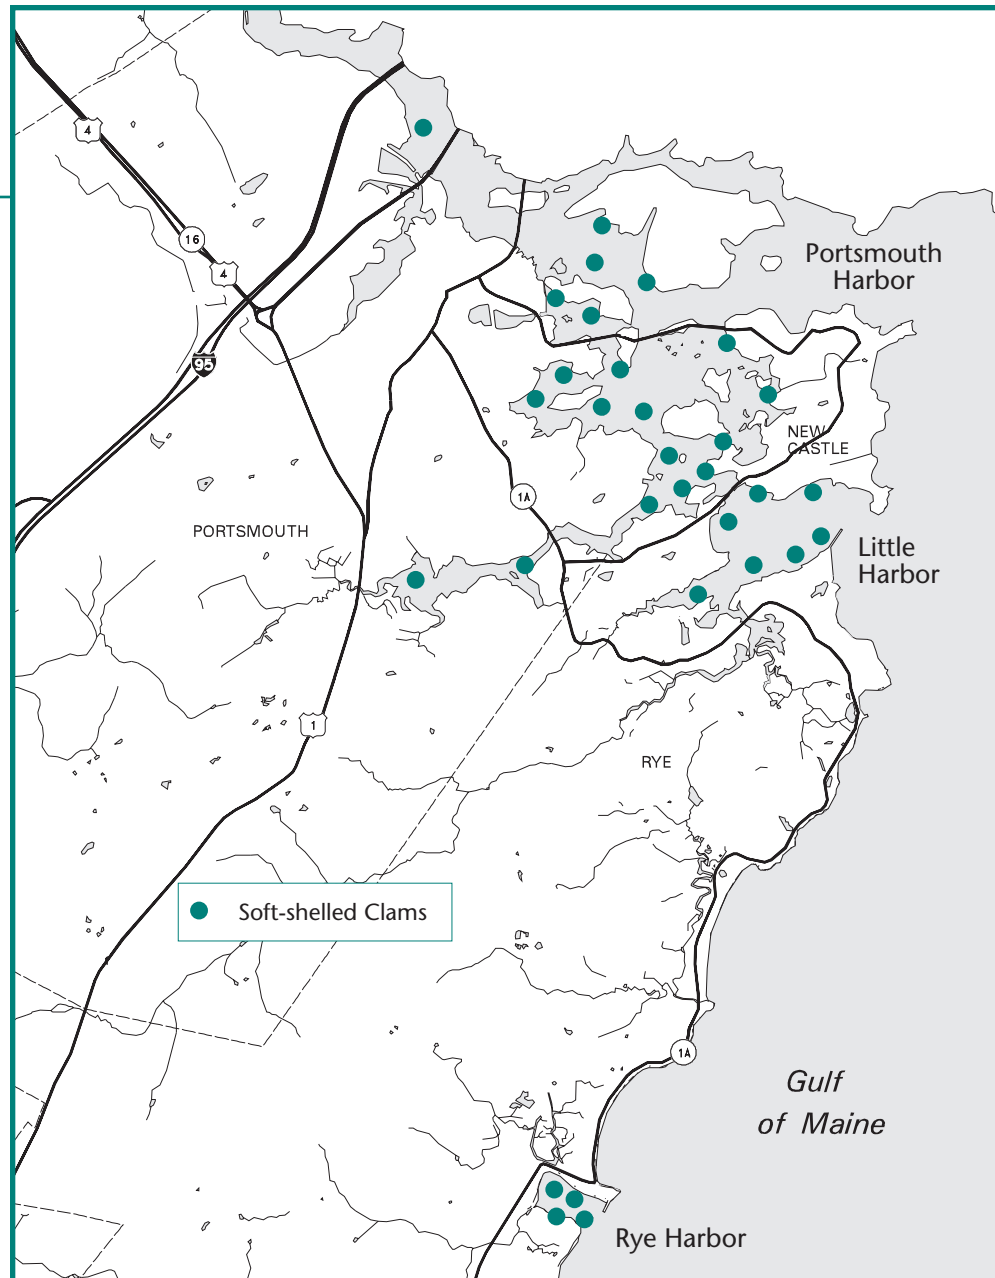 4
16
4
95
Portsmouth
Harbor
NEW
CASTLE
1A
PORTSMOUTH
Little
Harbor
1
RYE
Soft-shelled Clams
1A
Gulf
of Maine
Rye Harbor